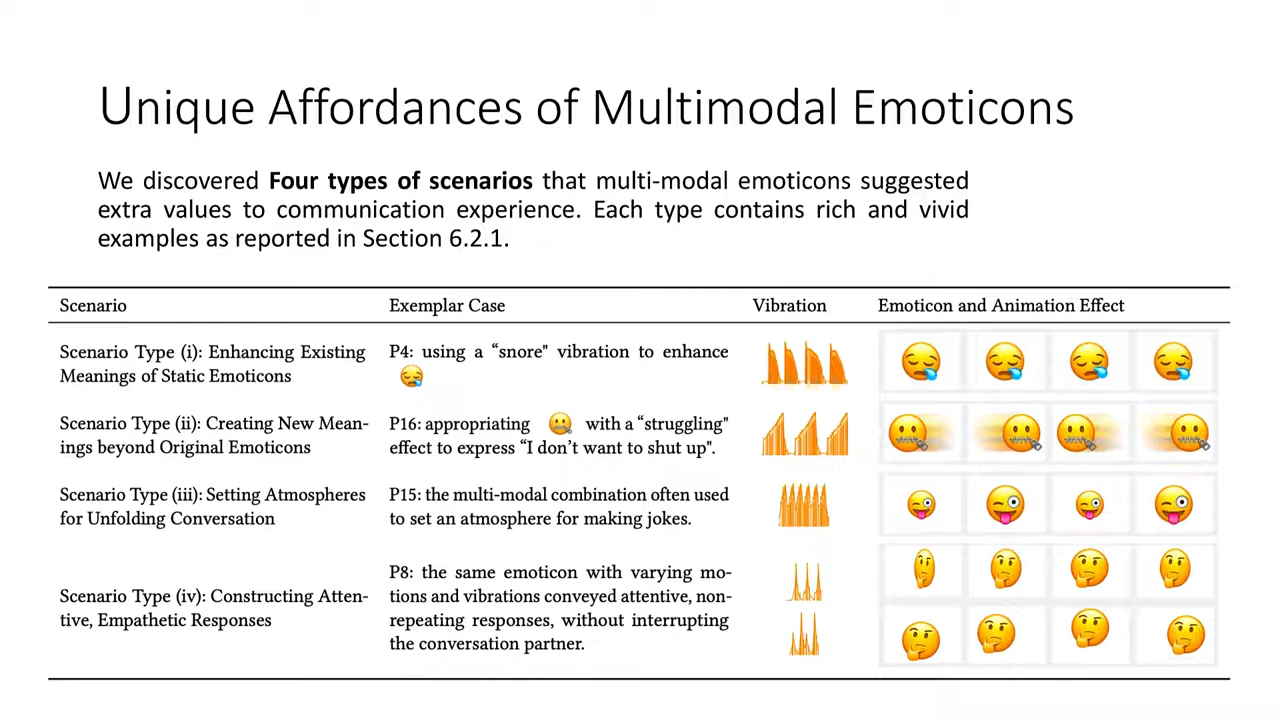 Unique Affordances of Multimodal Emoticons
We discovered Four types of scenarios that multi-modal emoticons suggested
extra values to communication experience. Each type contains rich and vivid
examples as reported in Section 6.2.1.
Scenario Exemplar Case Vibration Emoticon and Animation Effect
Scenario Type (i): Enhancing Existing
Meanings of Static Emoticons
P4: using a “snore" vibration to enhance
Scenario Type (ii): Creating New Mean-
ings beyond Original Emoticons
P16: appropriating with a “struggling"
effect to express “I don’t want to shut up".
Scenario Type (iii): Setting Atmospheres
for Unfolding Conversation
P15: the multi-modal combination often used
to set an atmosphere for making jokes.
Scenario Type (iv): Constructing Atten-
tive, Empathetic Responses
P8: the same emoticon with varying mo-
tions and vibrations conveyed attentive, non-
repeating responses, without interrupting
the conversation partner.